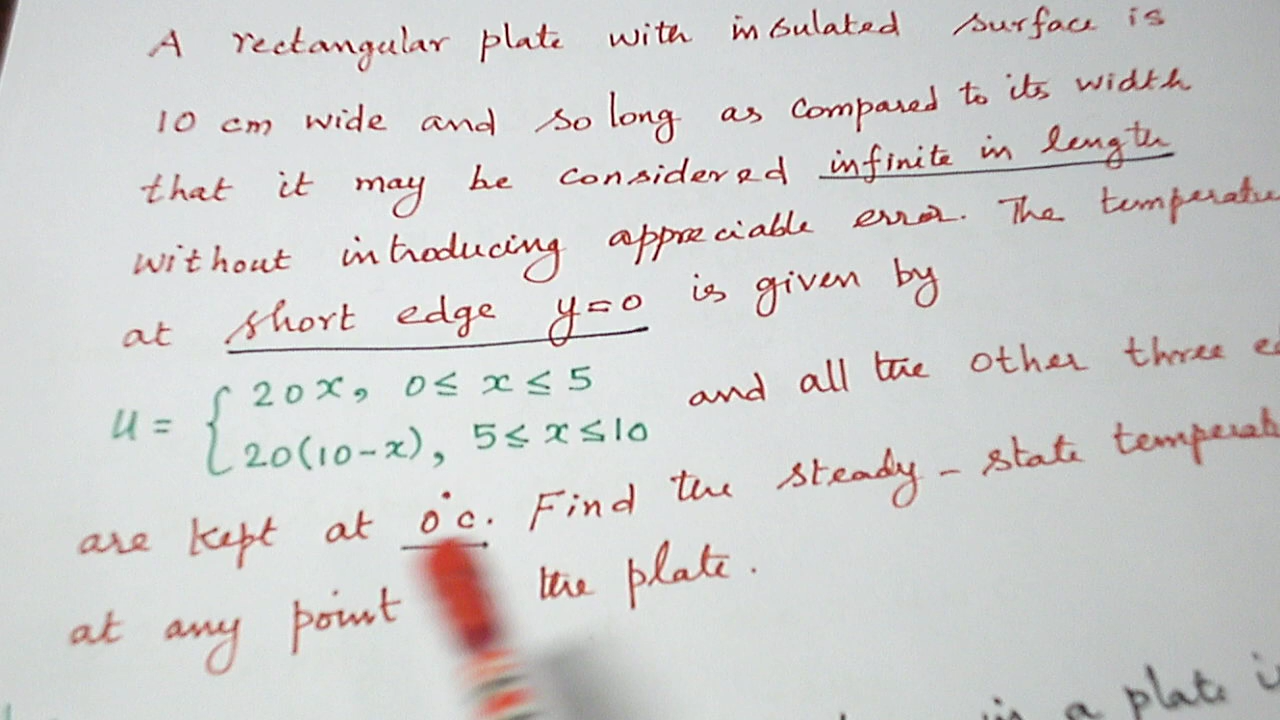 A rectangular plate with insulated surface is
10 cm wide and so long as compared to its width
that it may be considered infinite in length
without introducing appreciable error. The
at short edge y=0 is given by
u = { 20x, 0 ≤ x ≤ 5
20(10-x), 5 ≤ x ≤ 10 and all the other three
are kept at 0°c. Find the steady - state
at any point the plate.
in a plate